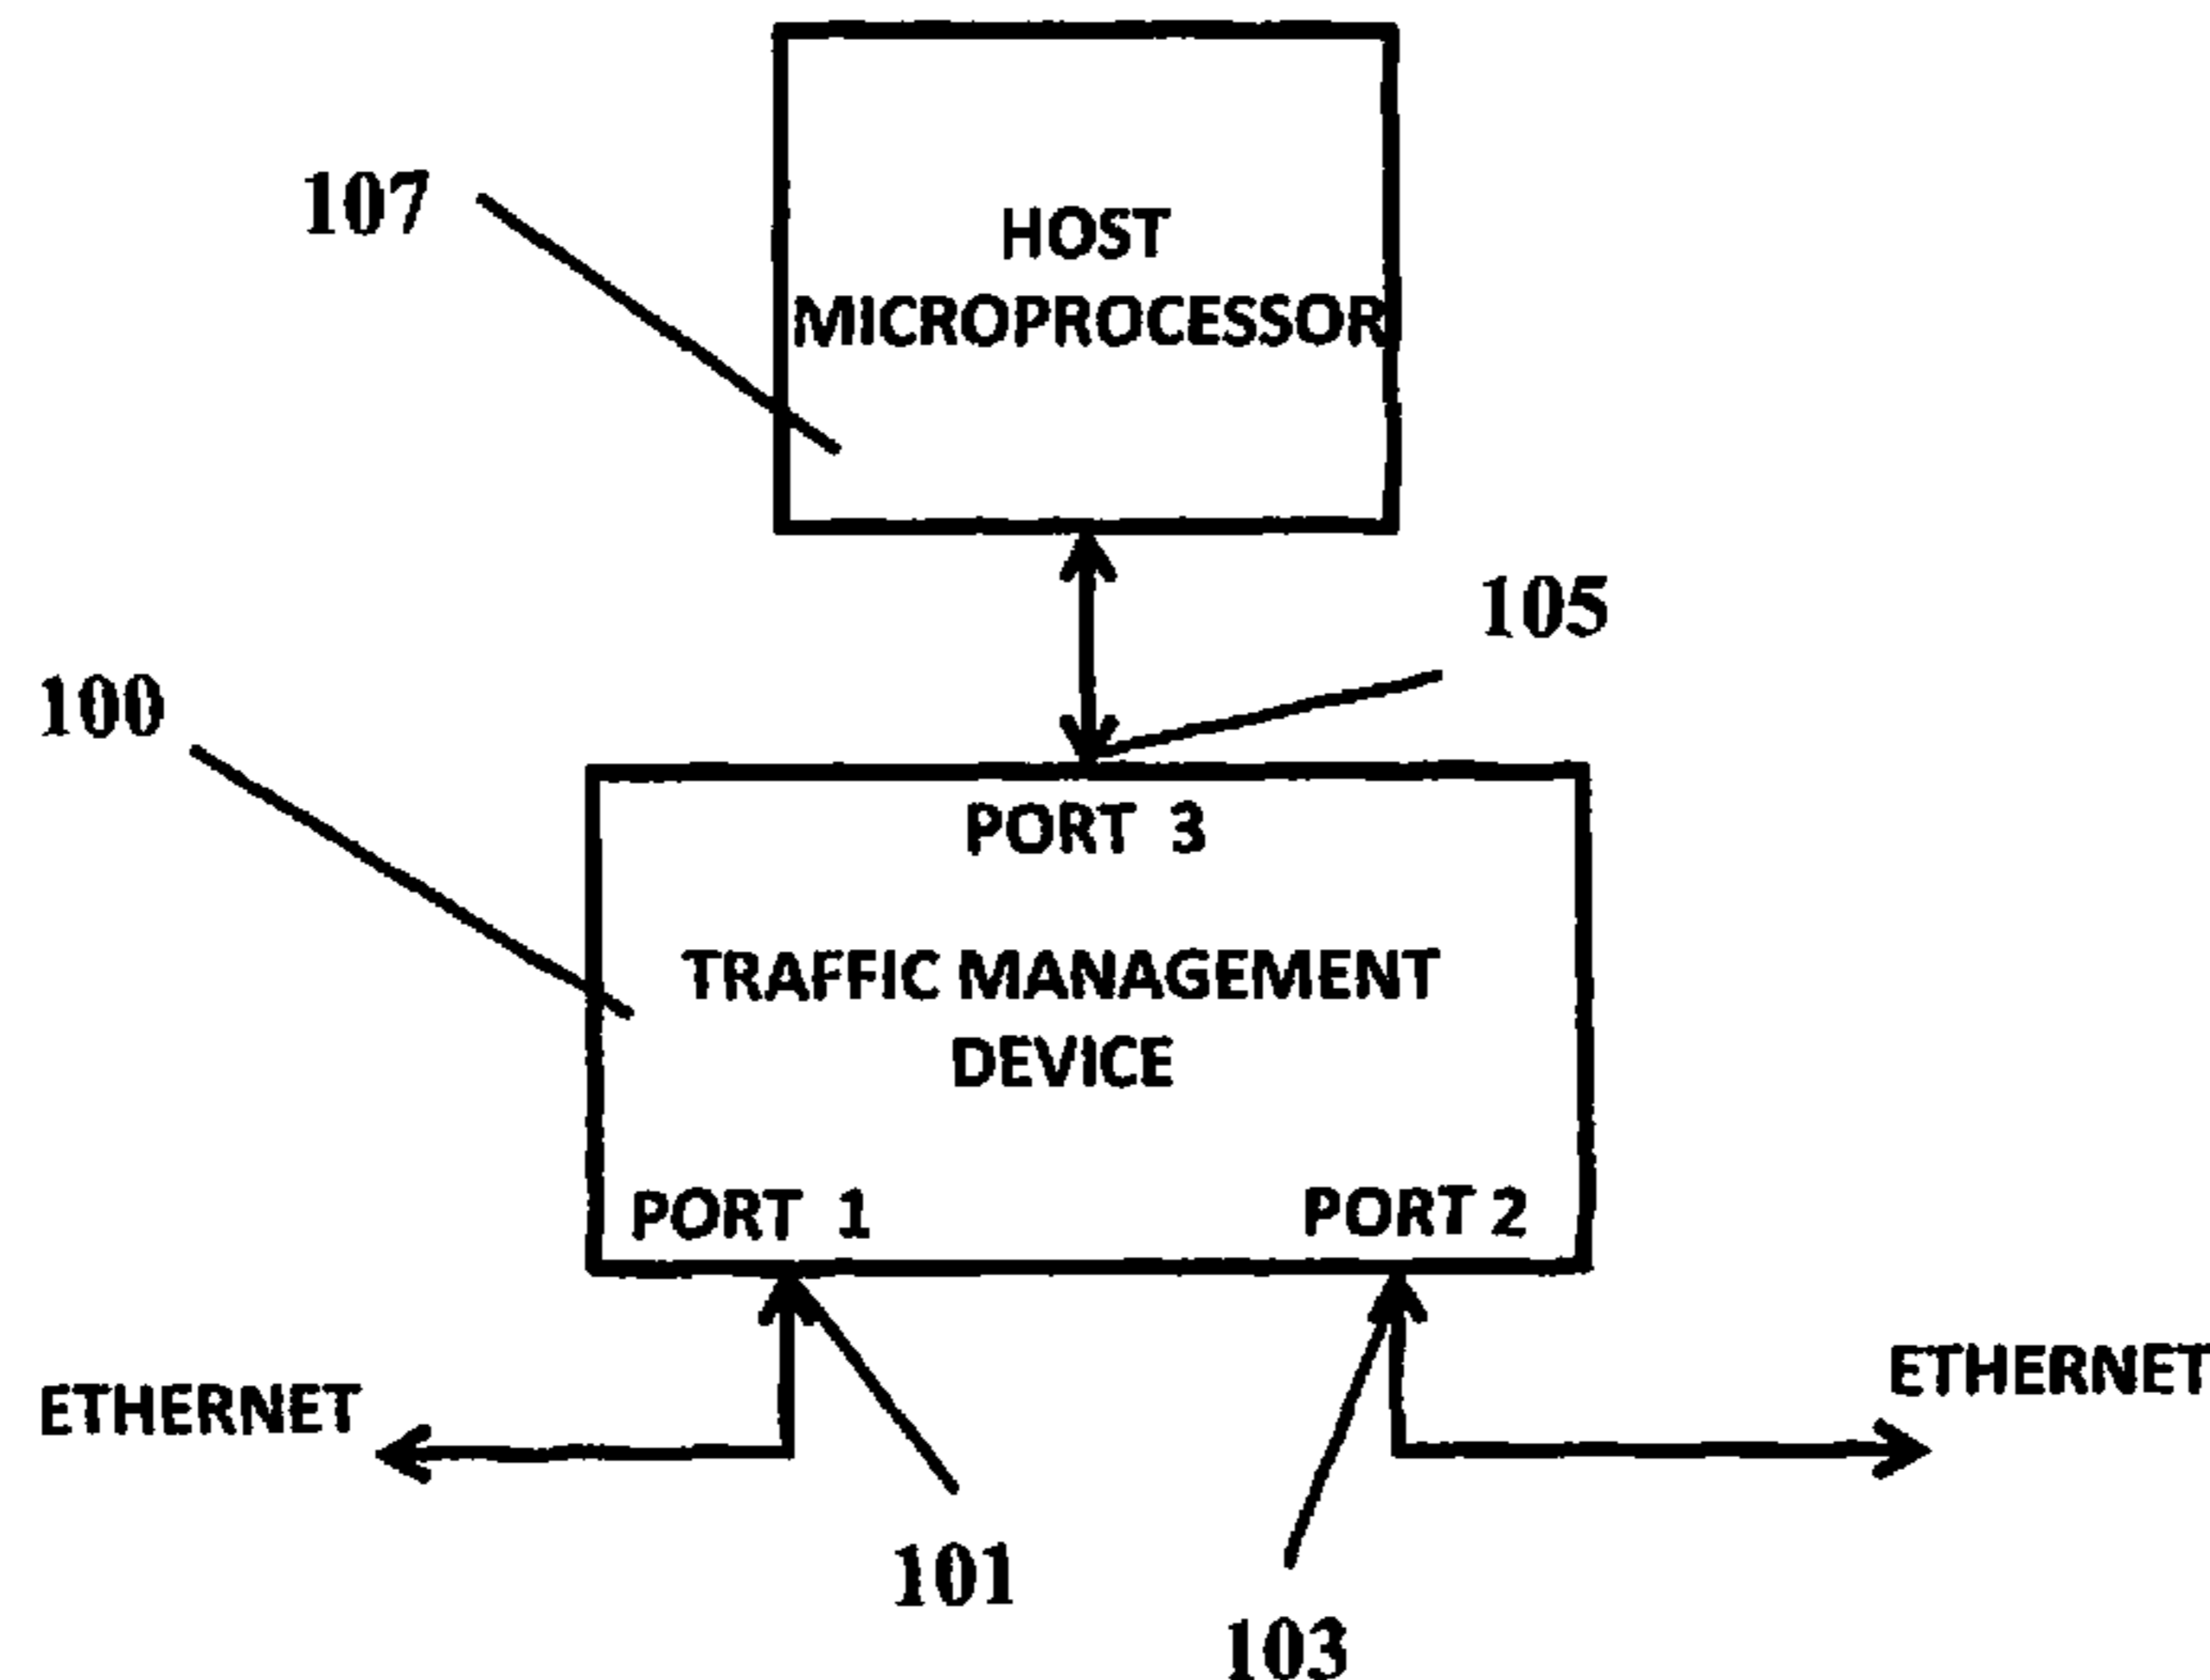 107
HOST
MICROPROCESSOR
105
100
PORT 3
TRAFFIC MANAGEMENT
DEVICE
PORT 1
PORT 2
ETHERNET
ETHERNET
101
103